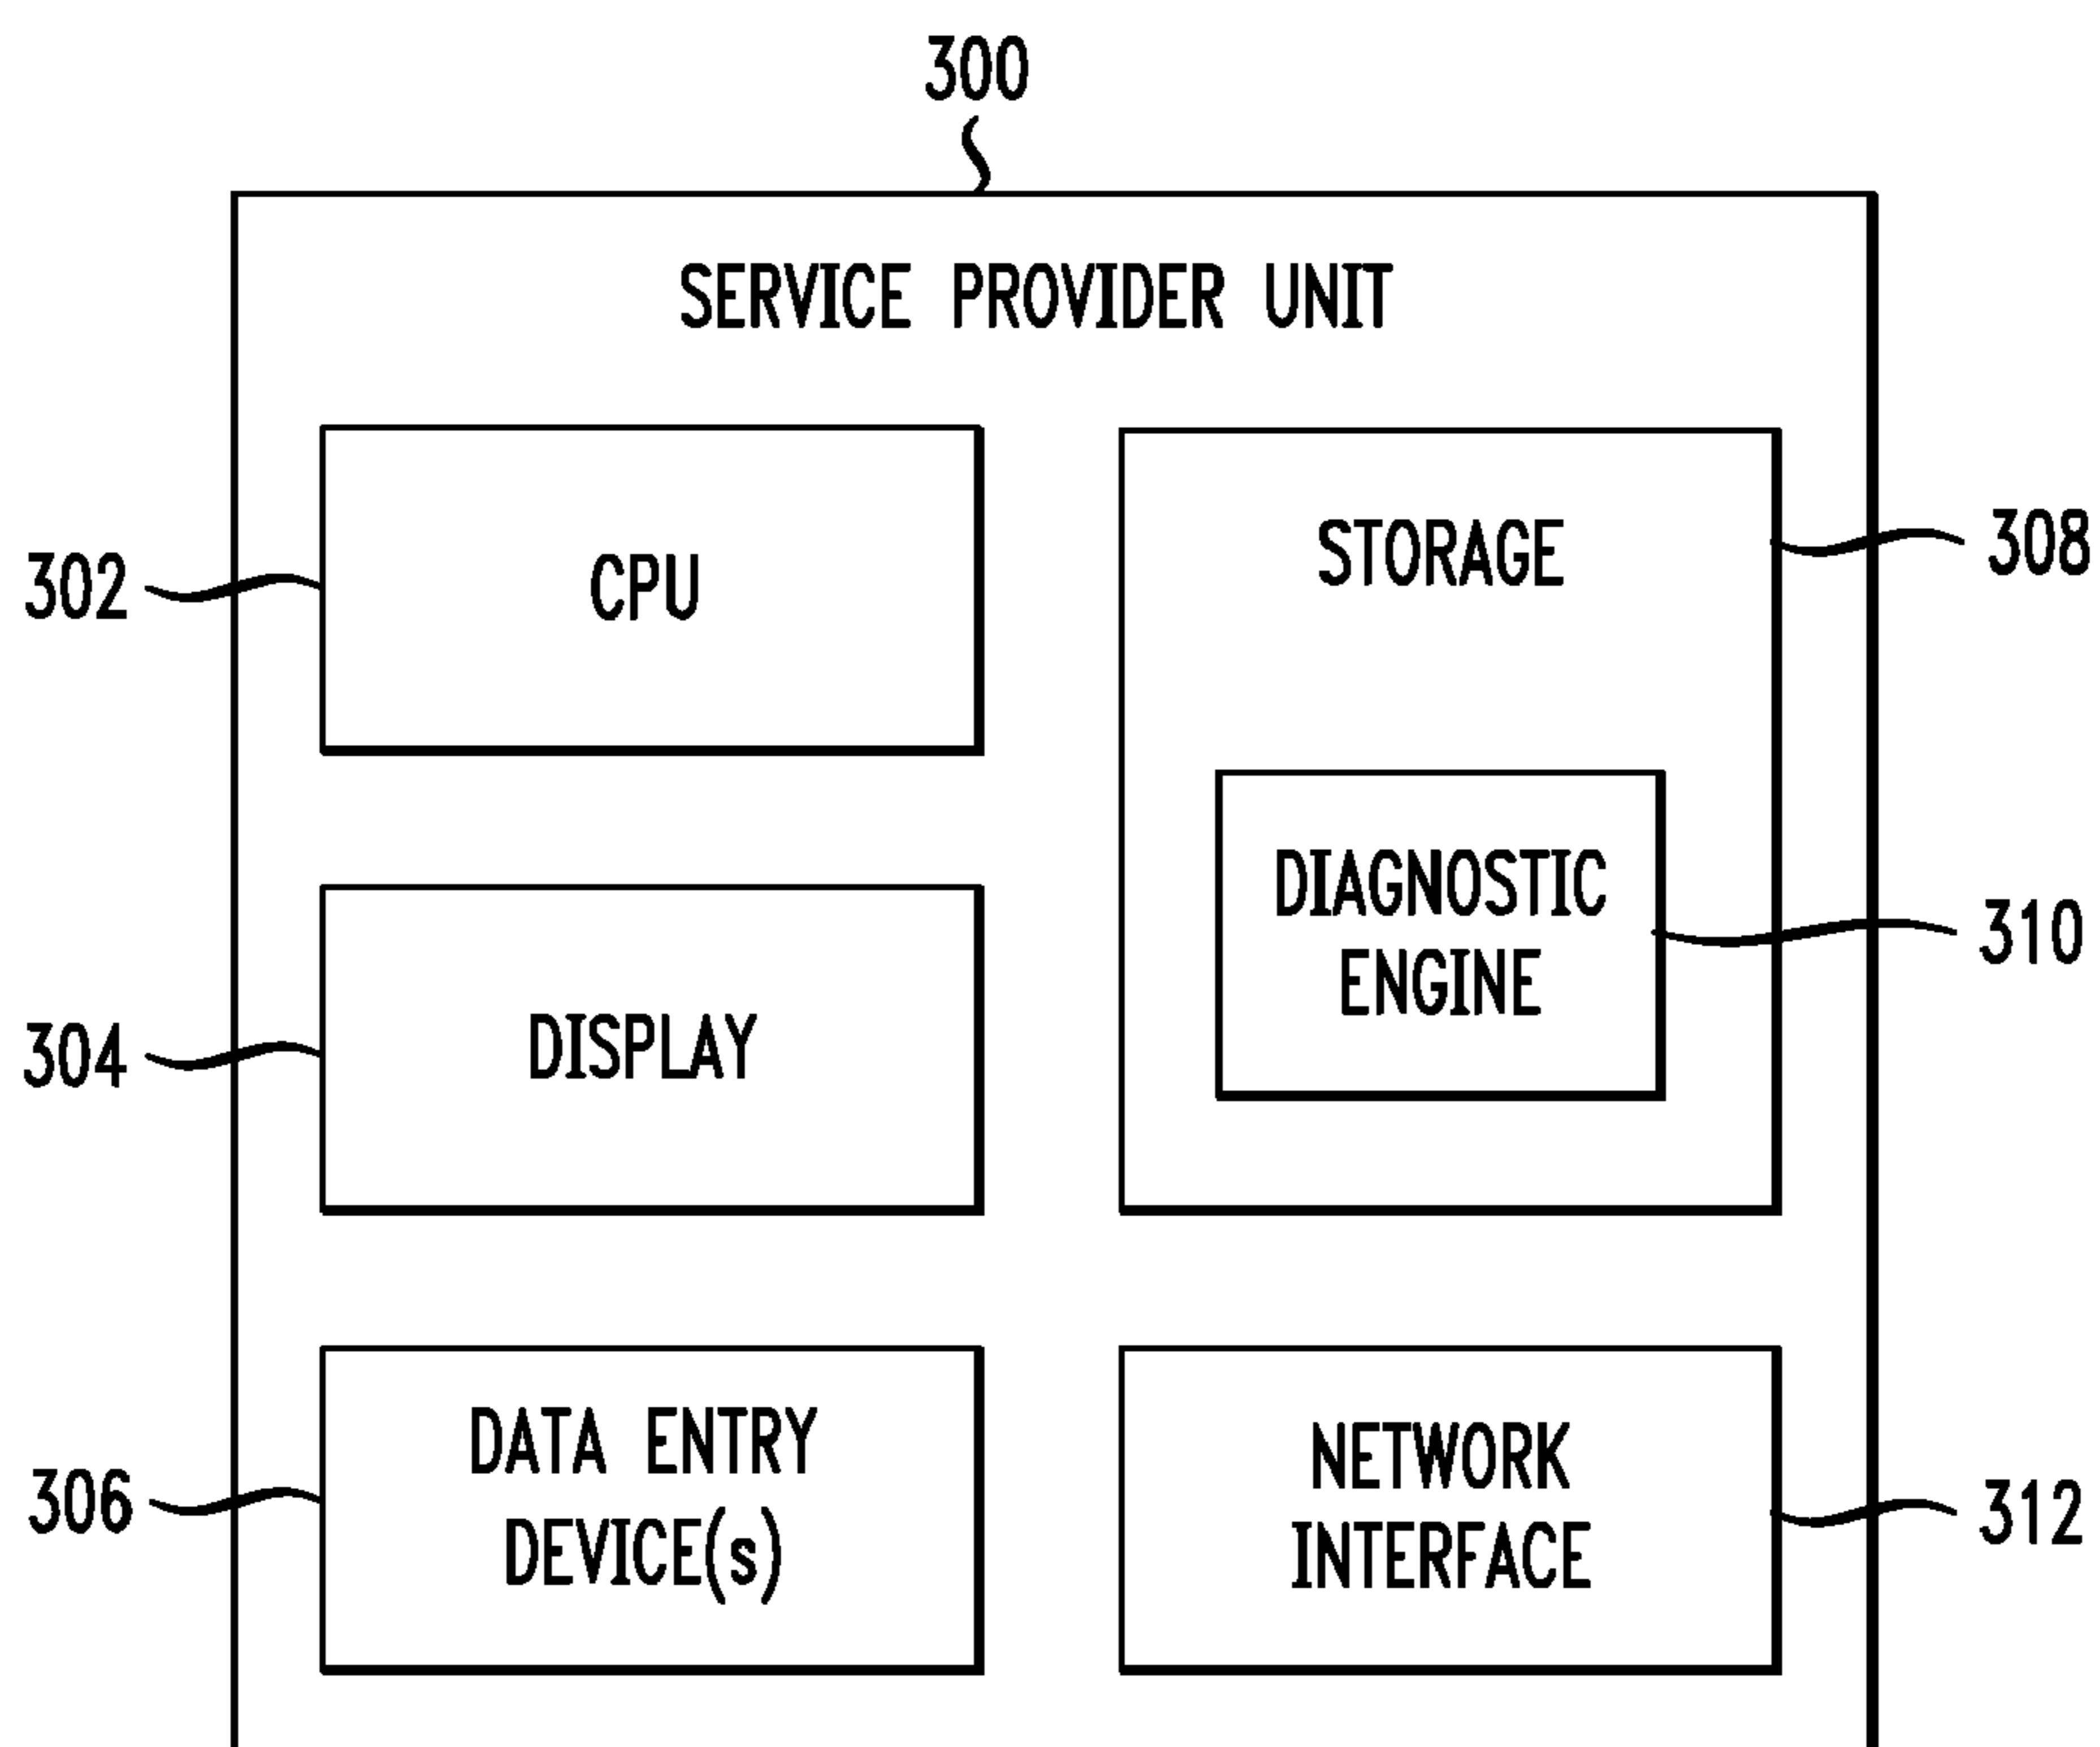 300
SERVICE PROVIDER UNIT
302
CPU
STORAGE
308
DIAGNOSTIC
ENGINE
310
304
DISPLAY
306
DATA ENTRY
DEVICE(s)
NETWORK
INTERFACE
312